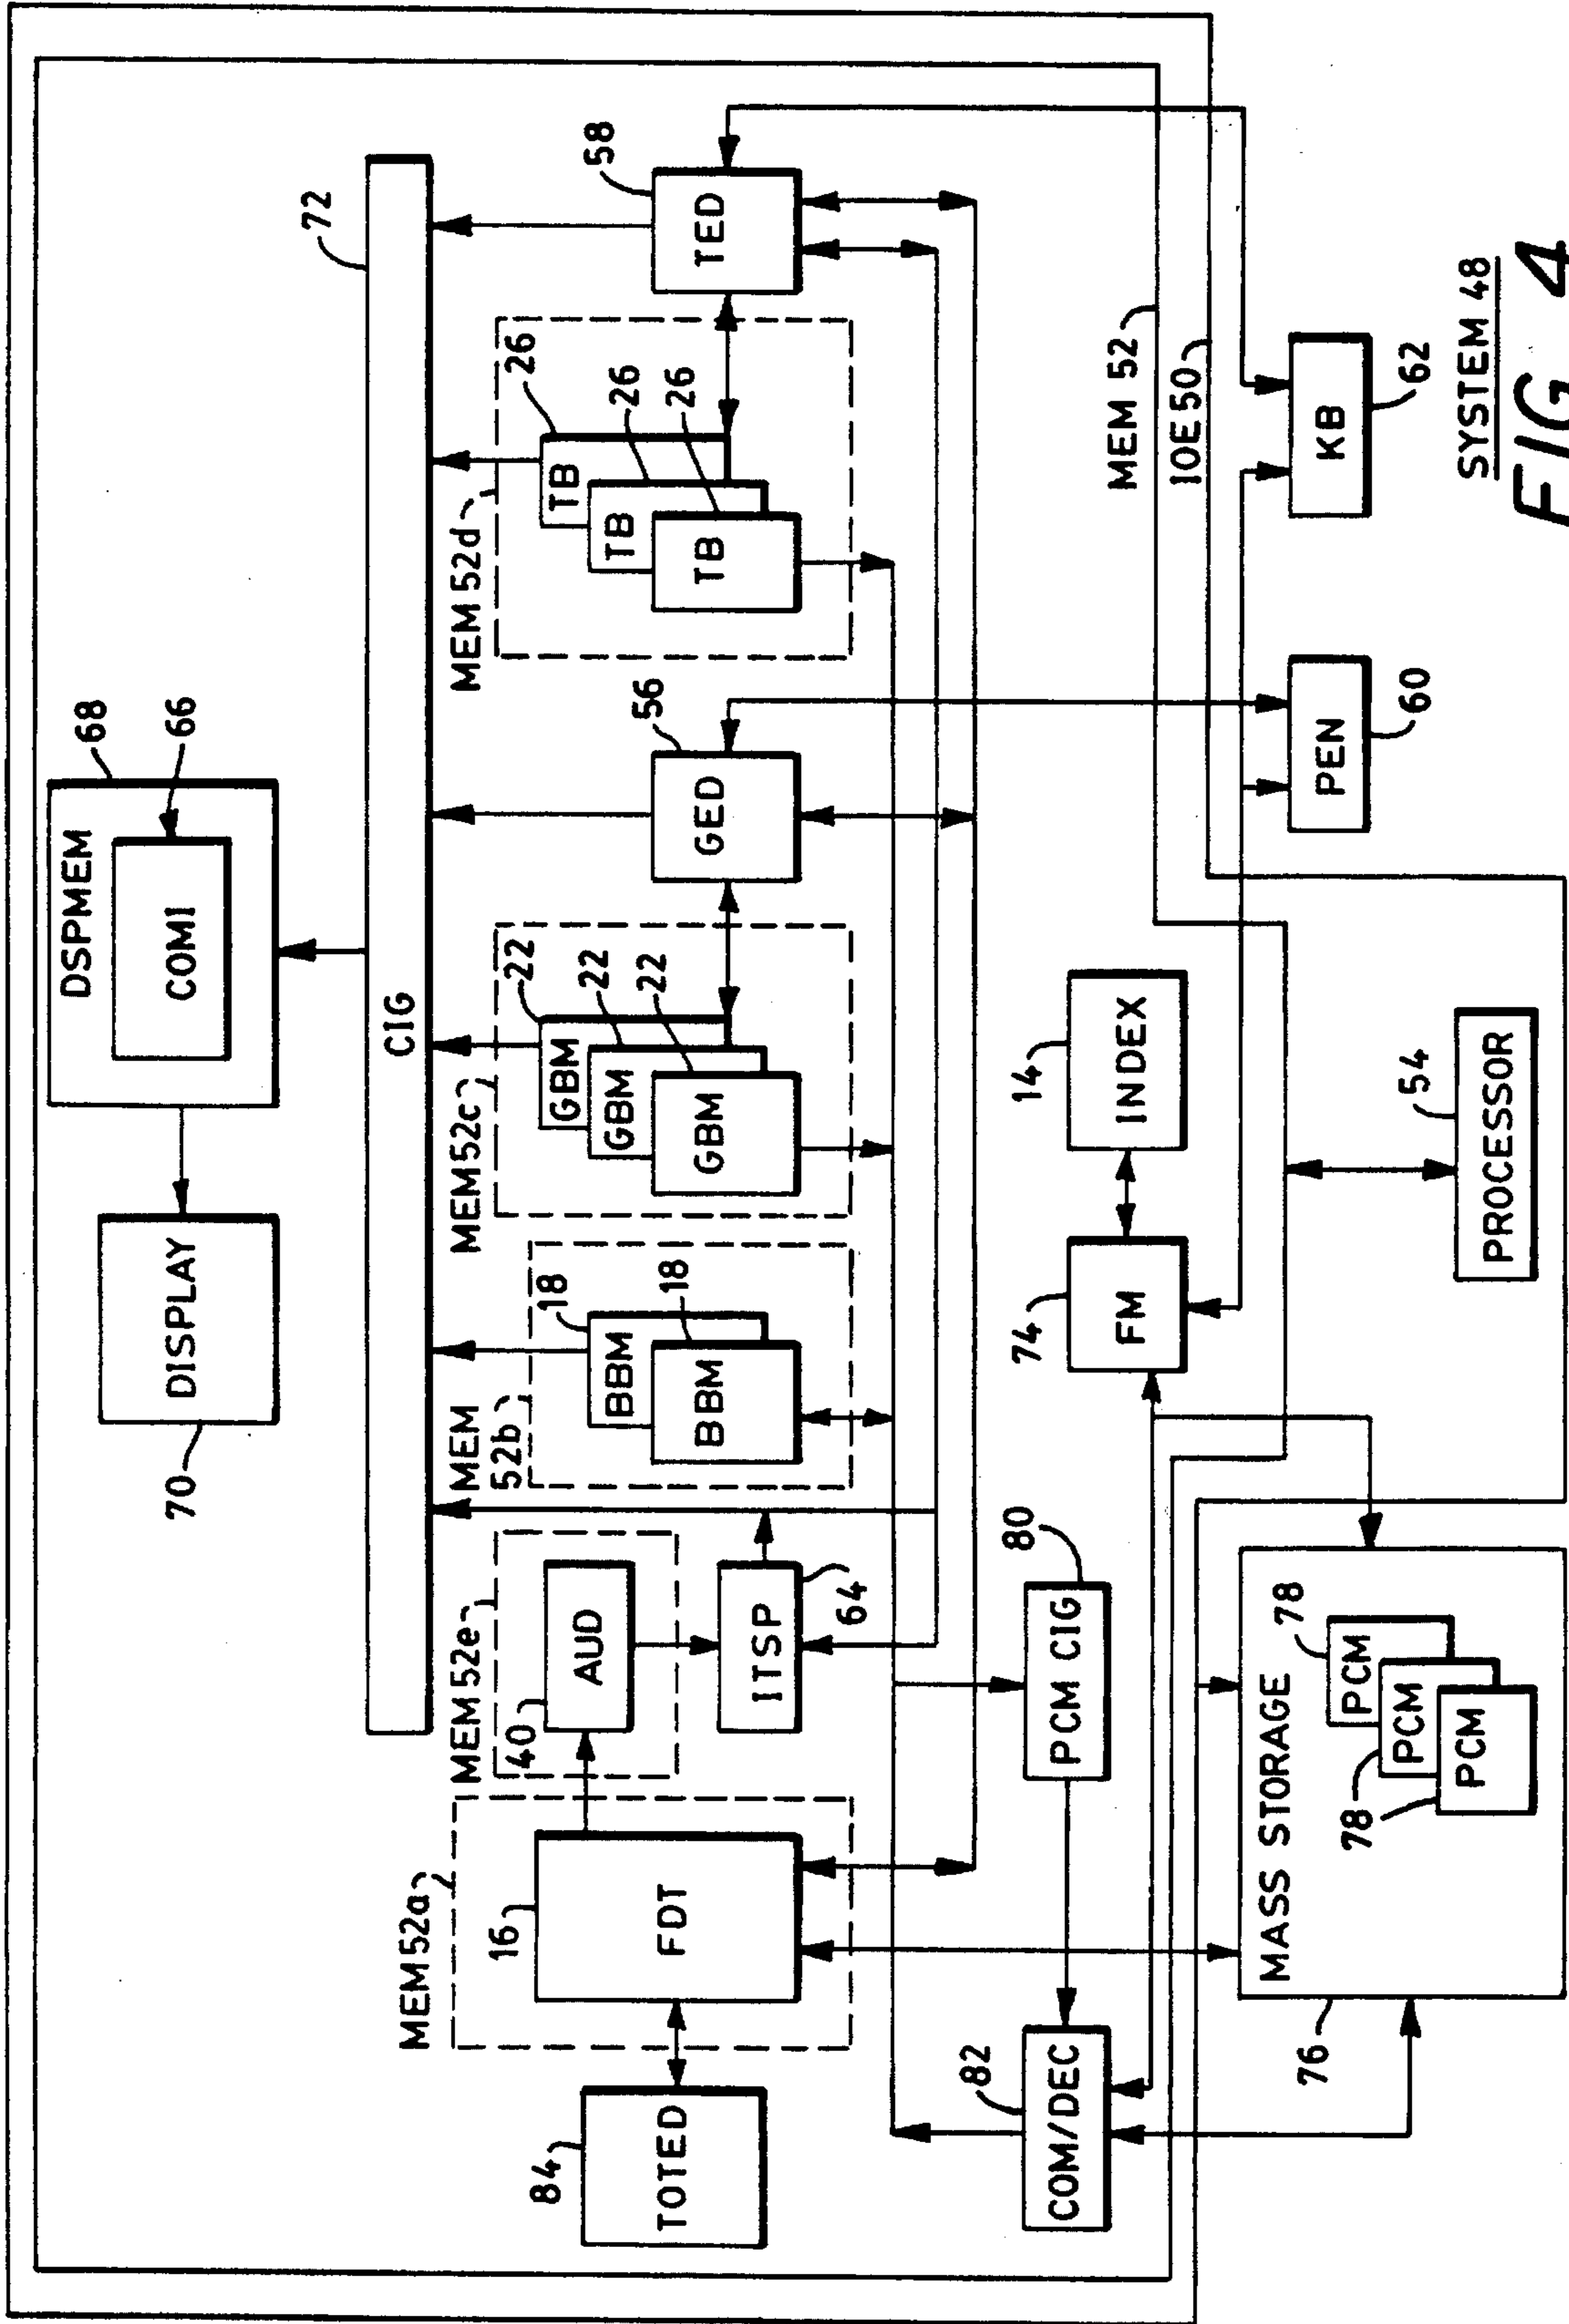 68
DSPMEM
66
COMI
DISPLAY
70
72
CIG
58
TED
MEM 52d
26
26
26
TB
TB
TB
56
GED
MEM 52c
22
22
22
GBM
GBM
GBM
MEM
52b
18
18
BBM
BBM
MEM 52e
40
AUD
ITSP
64
MEM 52a
16
FDT
84
TOTED
82
COM/DEC
80
PCM CIG
74
FM
14
INDEX
MEM 52
IOE 50
54
PROCESSOR
PEN
60
KB
62
76
MASS STORAGE
78
78
PCM
PCM
PCM
SYSTEM 48
FIG 4